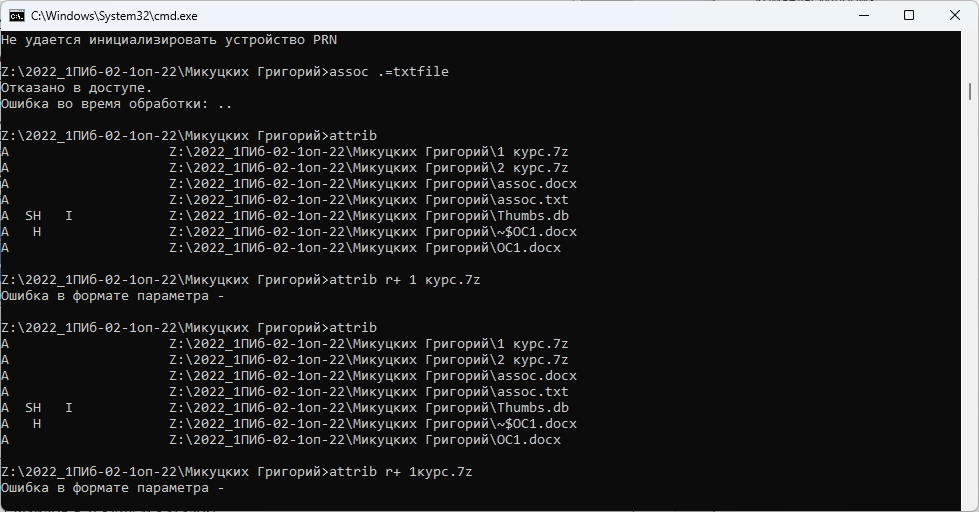 C:\Windows\System32\cmd.exe
Не удается инициализировать устройство PRN
Z:\2022_1ПИб-02-1оп-22\Микуцких Григорий>assoc .=txtfile
Отказано в доступе.
Ошибка во время обработки: ..
Z:\2022_1ПИб-02-1оп-22\Микуцких Григорий>attrib
A                    Z:\2022_1ПИб-02-1оп-22\Микуцких Григорий\1 курс.7z
A                    Z:\2022_1ПИб-02-1оп-22\Микуцких Григорий\2 курс.7z
A                    Z:\2022_1ПИб-02-1оп-22\Микуцких Григорий\assoc.docx
A                    Z:\2022_1ПИб-02-1оп-22\Микуцких Григорий\assoc.txt
A  SH   I            Z:\2022_1ПИб-02-1оп-22\Микуцких Григорий\Thumbs.db
A   H                Z:\2022_1ПИб-02-1оп-22\Микуцких Григорий\~$ОС1.docx
A                    Z:\2022_1ПИб-02-1оп-22\Микуцких Григорий\ОС1.docx
Z:\2022_1ПИб-02-1оп-22\Микуцких Григорий>attrib r+ 1 курс.7z
Ошибка в формате параметра -
Z:\2022_1ПИб-02-1оп-22\Микуцких Григорий>attrib
A                    Z:\2022_1ПИб-02-1оп-22\Микуцких Григорий\1 курс.7z
A                    Z:\2022_1ПИб-02-1оп-22\Микуцких Григорий\2 курс.7z
A                    Z:\2022_1ПИб-02-1оп-22\Микуцких Григорий\assoc.docx
A                    Z:\2022_1ПИб-02-1оп-22\Микуцких Григорий\assoc.txt
A  SH   I            Z:\2022_1ПИб-02-1оп-22\Микуцких Григорий\Thumbs.db
A   H                Z:\2022_1ПИб-02-1оп-22\Микуцких Григорий\~$ОС1.docx
A                    Z:\2022_1ПИб-02-1оп-22\Микуцких Григорий\ОС1.docx
Z:\2022_1ПИб-02-1оп-22\Микуцких Григорий>attrib r+ 1курс.7z
Ошибка в формате параметра -